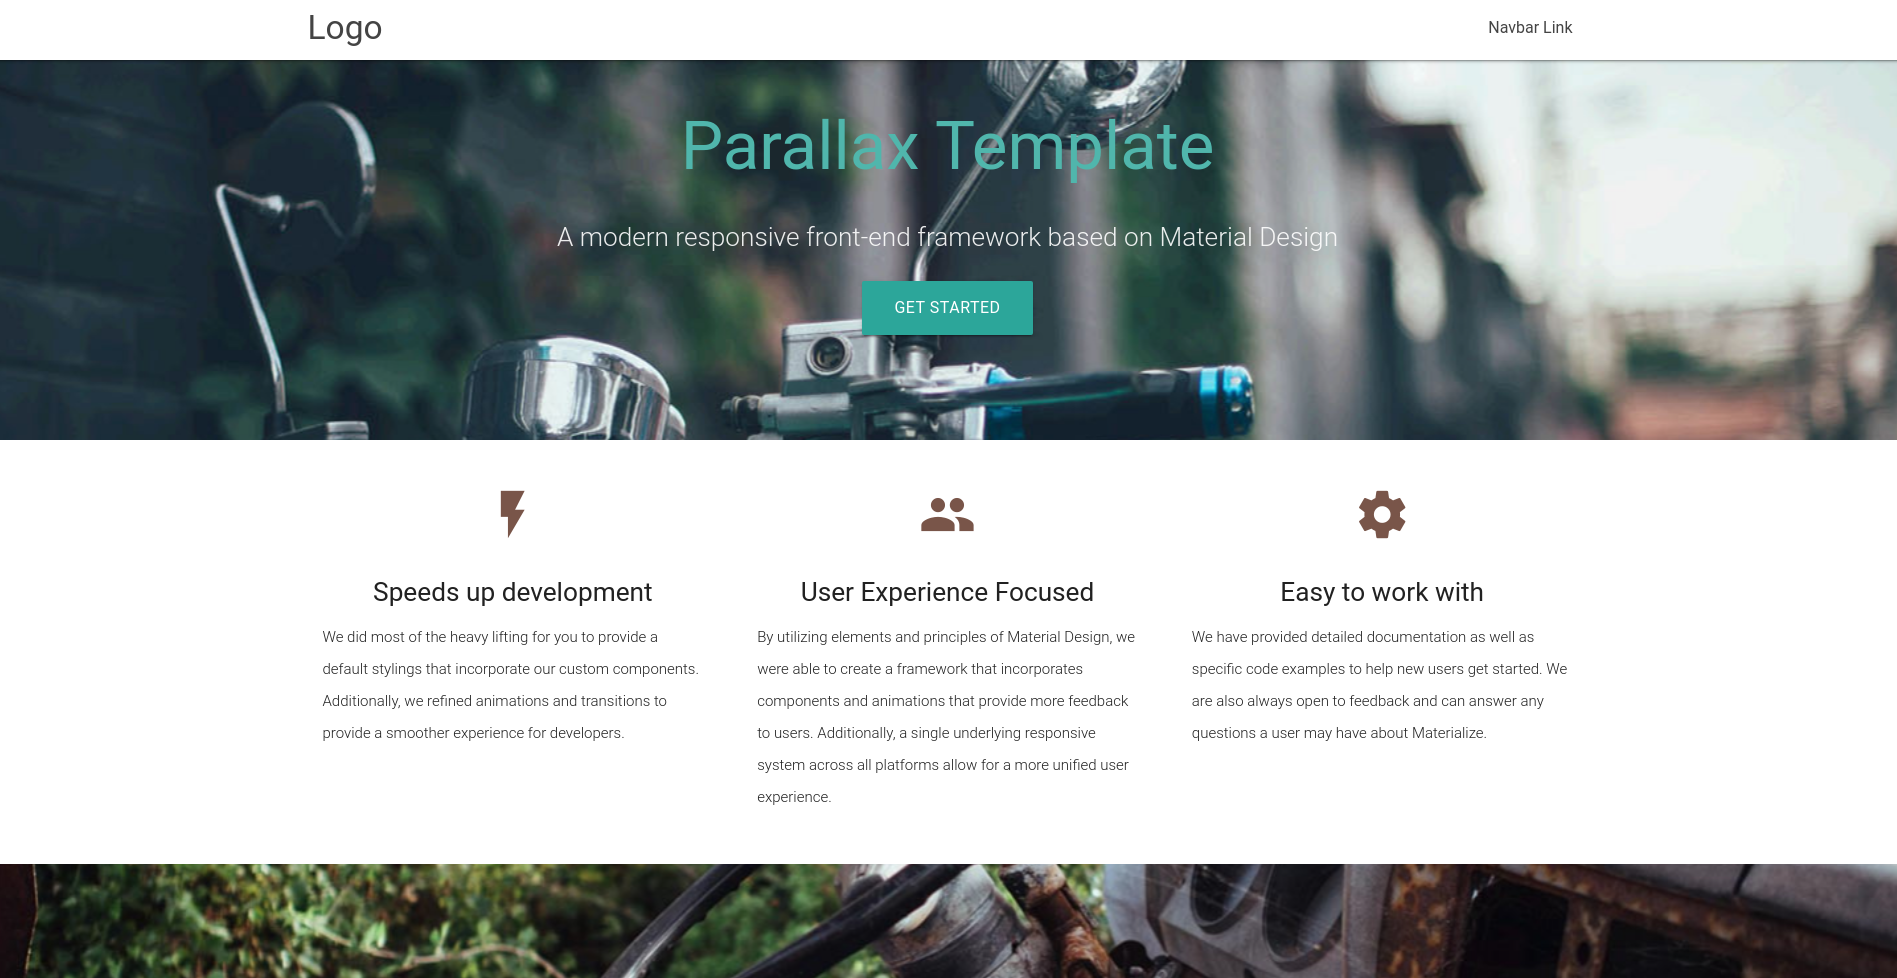 Logo
Navbar Link
Parallax Template
A modern responsive front-end framework based on Material Design
GET STARTED
Speeds up development
We did most of the heavy lifting for you to provide a
default stylings that incorporate our custom components.
Additionally, we refined animations and transitions to
provide a smoother experience for developers.
User Experience Focused
By utilizing elements and principles of Material Design, we
were able to create a framework that incorporates
components and animations that provide more feedback
to users. Additionally, a single underlying responsive
system across all platforms allow for a more unified user
experience.
Easy to work with
We have provided detailed documentation as well as
specific code examples to help new users get started. We
are also always open to feedback and can answer any
questions a user may have about Materialize.